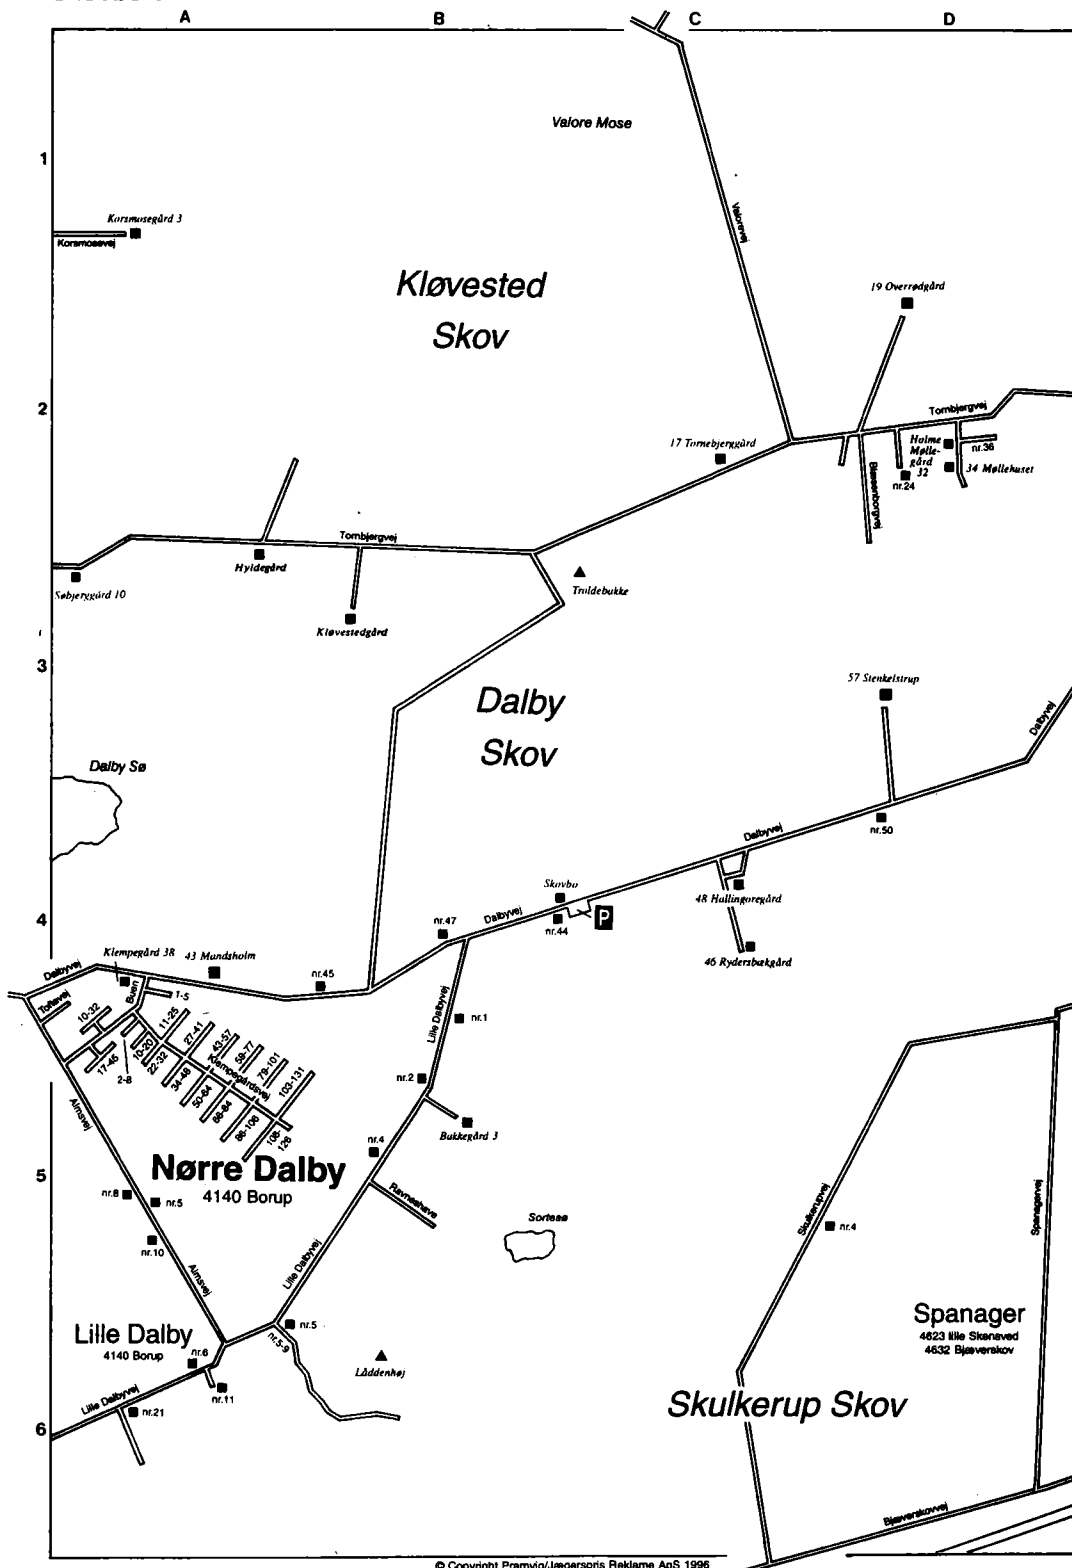 A
B
C
D
Valore Mose
1
Korsmosegård 3
Korsmosevej
Valorevej
Kløvested
Skov
19 Overrødgård
2
Tornbjergvej
17 Tornebjerggård
Holme
Mølle-
gård
32
nr.36
34 Møllehuset
nr.24
Blæsenborgvej
Tornbjergvej
Hyldegård
Søbjerggård 10
Troldebakke
Kløvestedgård
3
57 Stenkelstrup
Dalby
Skov
Dalbyvej
Dalby Sø
nr.50
Dalbyvej
Skovbo
48 Hallingoregård
4
nr.47
Dalbyvej
nr.44
P
46 Rydersbækgård
Klempegård 38
43 Mandsholm
Dalbyvej
nr.45
Toftevej
Buen
1-5
10-32
11-25
27-41
43-57
59-77
79-101
103-131
17-45
2-8
10-20
22-32
34-48
50-64
66-84
86-106
108-
126
Klempegårdsvej
Lille Dalbyvej
nr.1
nr.2
Bakkegård 3
nr.4
Almsvej
Nørre Dalby
4140 Borup
5
Ravneshave
nr.8
nr.5
nr.10
Sortesø
Skulkerupvej
nr.4
Spanagervej
Almsvej
Lille Dalbyvej
Lille Dalby
4140 Borup
nr.6
nr.5
nr.5-9
Spanager
4623 lille Skensved
4632 Bjæverskov
Låddenhøj
nr.11
Lille Dalbyvej
nr.21
Skulkerup Skov
6
Bjæverskovvej
© Copyright Pramvig/Jægerspris Reklame ApS 1996